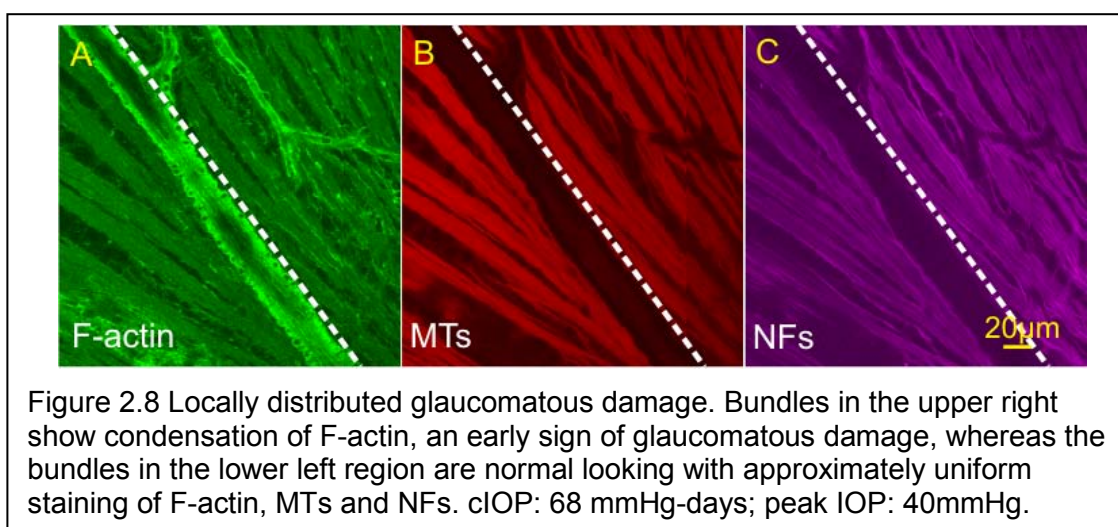 A
B
C
F-actin
MTs
NFs
20µm
Figure 2.8 Locally distributed glaucomatous damage. Bundles in the upper right
show condensation of F-actin, an early sign of glaucomatous damage, whereas the
bundles in the lower left region are normal looking with approximately uniform
staining of F-actin, MTs and NFs. cIOP: 68 mmHg-days; peak IOP: 40mmHg.